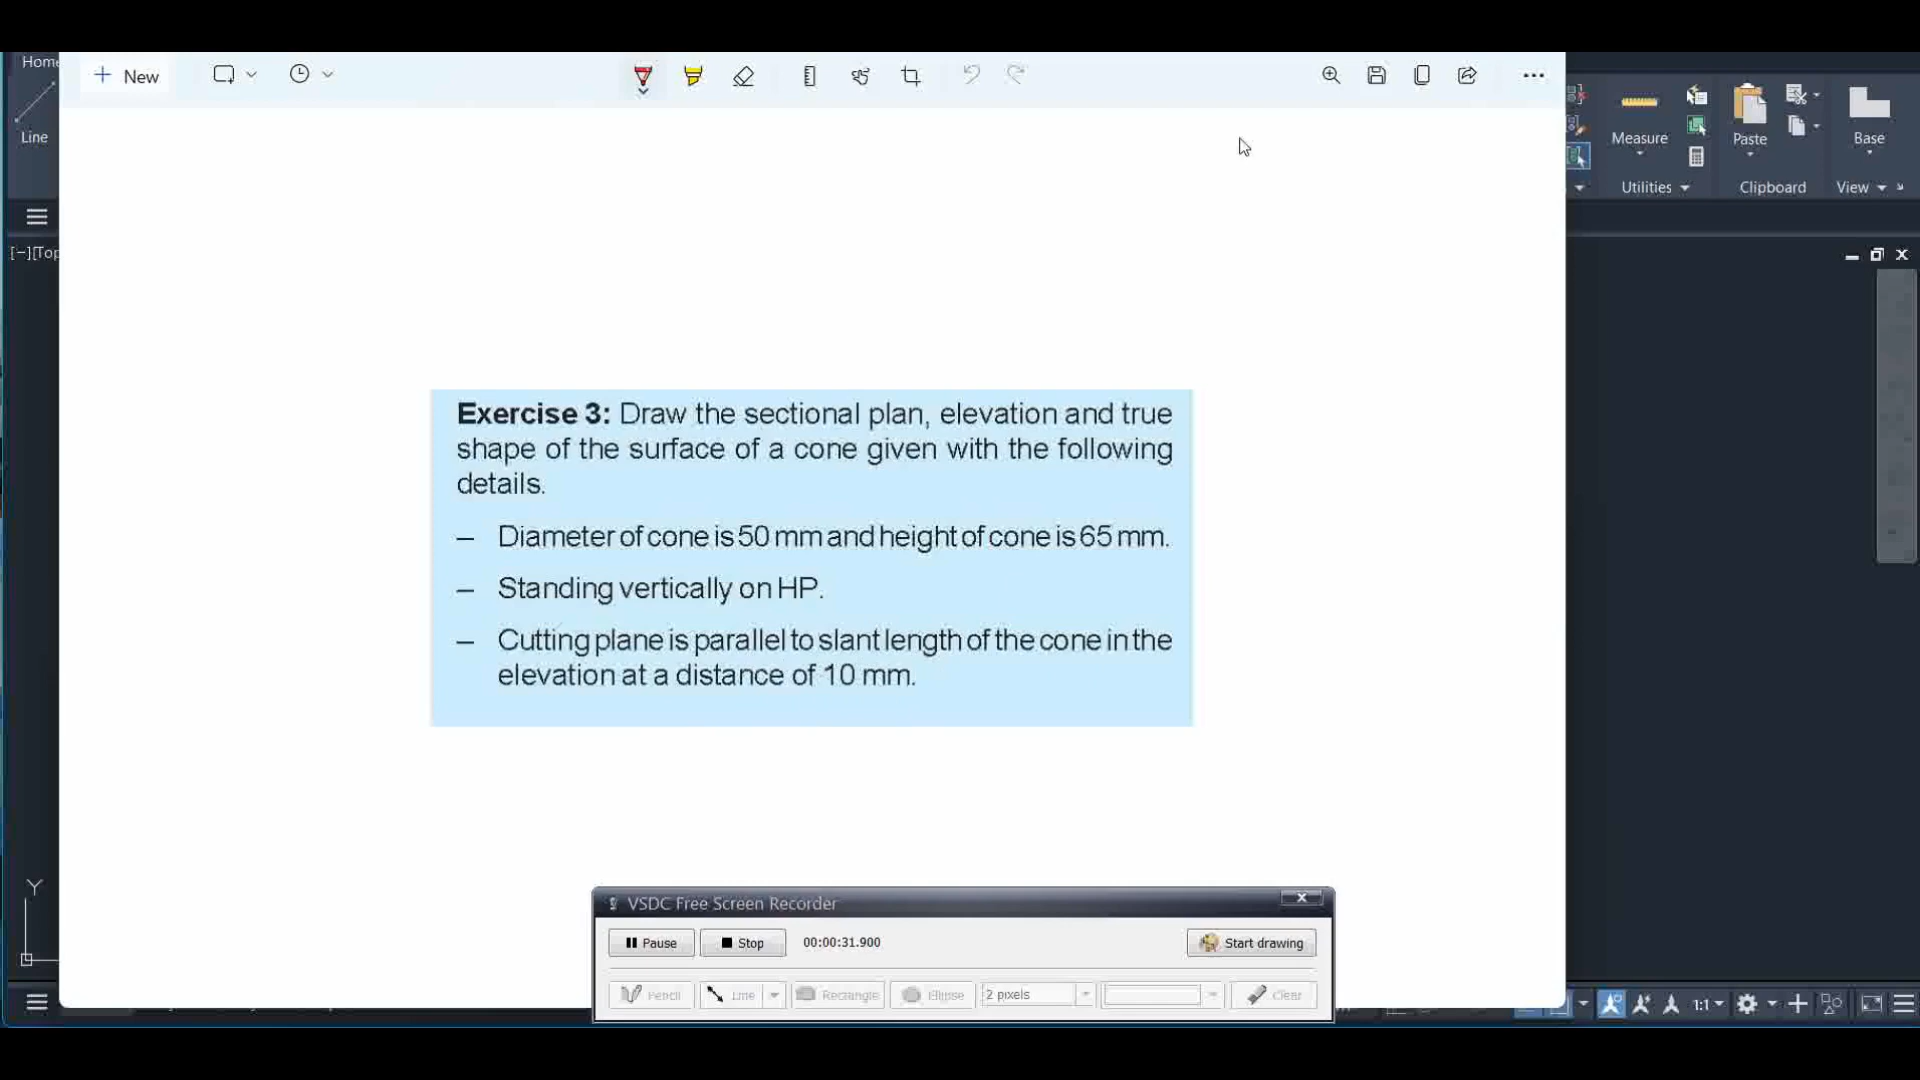 Home
New
Line
Measure
Paste
Base
Utilities
Clipboard
View
[−][Top
Exercise 3: Draw the sectional plan, elevation and true
shape of the surface of a cone given with the following
details.
– Diameter of cone is 50 mm and height of cone is 65 mm.
– Standing vertically on HP.
– Cutting plane is parallel to slant length of the cone in the
elevation at a distance of 10 mm.
Y
VSDC Free Screen Recorder
Pause
Stop
00:00:31.900
Start drawing
Pencil
Line
Rectangle
Ellipse
2 pixels
Clear
1:1